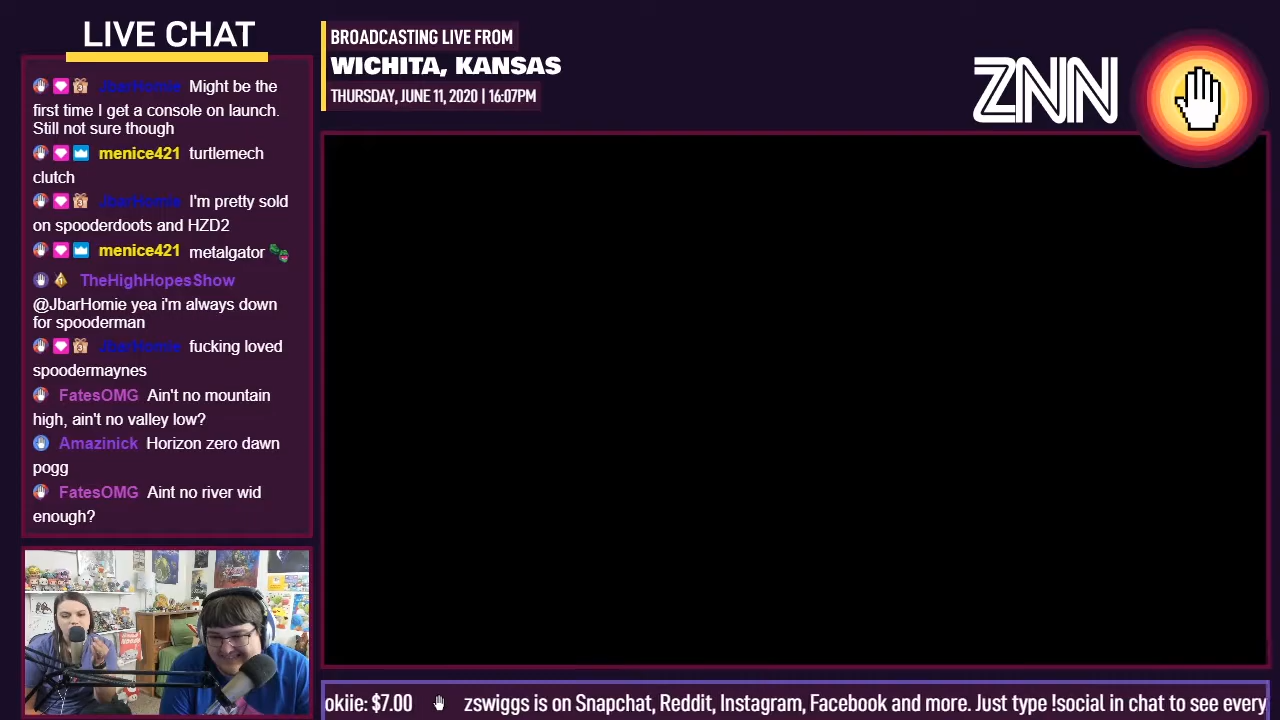 LIVE CHAT
JbarHomie Might be the
first time I get a console on launch.
Still not sure though
menice421 turtlemech
clutch
JbarHomie I'm pretty sold
on spooderdoots and HZD2
menice421 metalgator
TheHighHopesShow
@JbarHomie yea i'm always down
for spooderman
JbarHomie fucking loved
spoodermaynes
FatesOMG Ain't no mountain
high, ain't no valley low?
Amazinick Horizon zero dawn
pogg
FatesOMG Aint no river wid
enough?
BROADCASTING LIVE FROM
WICHITA, KANSAS
THURSDAY, JUNE 11, 2020 | 16:07PM
ZNN
okiie: $7.00 zswiggs is on Snapchat, Reddit, Instagram, Facebook and more. Just type !social in chat to see every